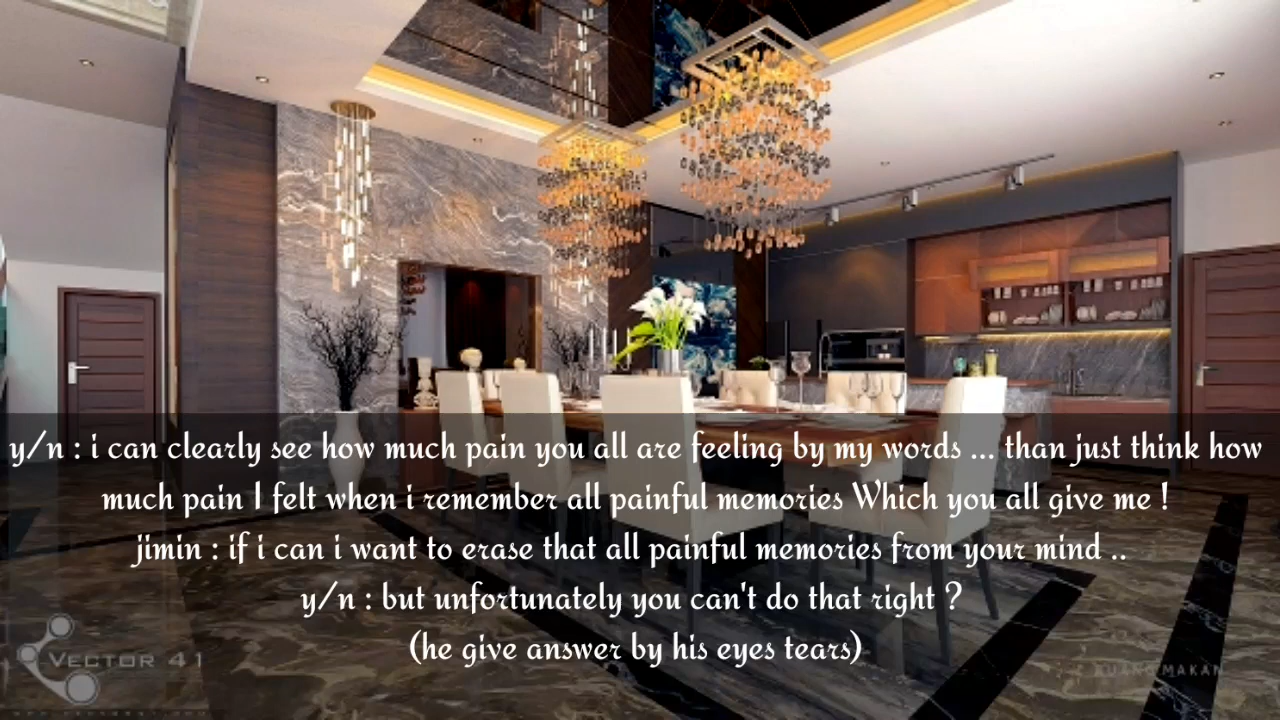 y/n : i can clearly see how much pain you all are feeling by my words ... than just think how
much pain I felt when i remember all painful memories Which you all give me !
jimin : if i can i want to erase that all painful memories from your mind ..
y/n : but unfortunately you can't do that right ?
(he give answer by his eyes tears)
VECTOR 41
RUANG MAKAN